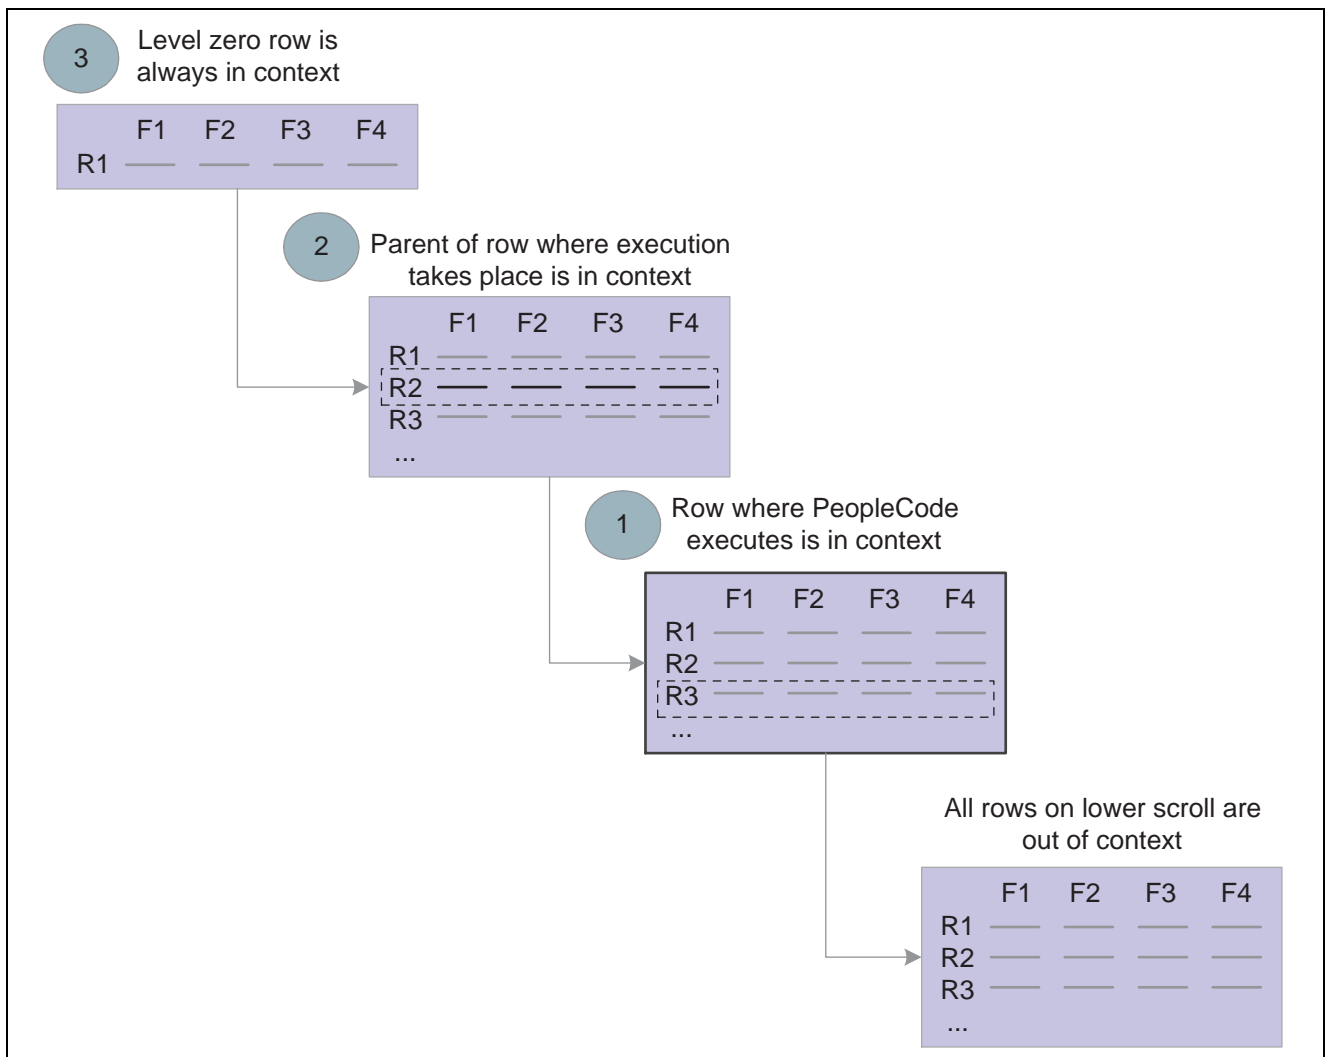 3
Level zero row is
always in context
F1 F2 F3 F4
R1
2
Parent of row where execution
takes place is in context
F1 F2 F3 F4
R1
R2
R3
...
1
Row where PeopleCode
executes is in context
F1 F2 F3 F4
R1
R2
R3
...
All rows on lower scroll are
out of context
F1 F2 F3 F4
R1
R2
R3
...